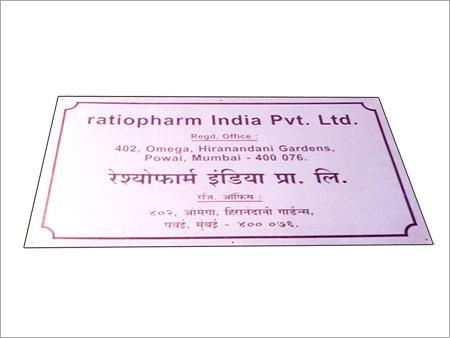 ratiopharm India Pvt. Ltd.
Regd. Office :
402, Omega, Hiranandani Gardens,
Powai, Mumbai - 400 076.
रेश्योफार्म इंडिया प्रा. लि.
रजि. ऑफिस :
४०२, ओमेगा, हिरानंदानी गार्डन्स,
पवई, मुंबई - ४०० ०७६.